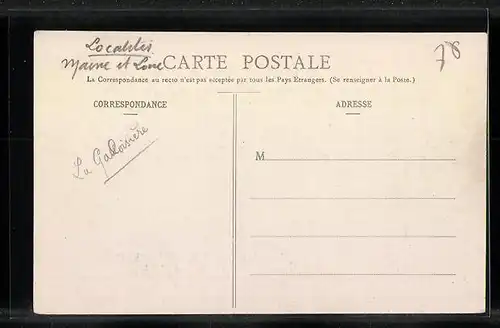 Localités
Maine et Loire
CARTE POSTALE
78
La Correspondance au recto n'est pas acceptée par tous les Pays Etrangers. (Se renseigner à la Poste.)
CORRESPONDANCE
ADRESSE
La Galoisière
M